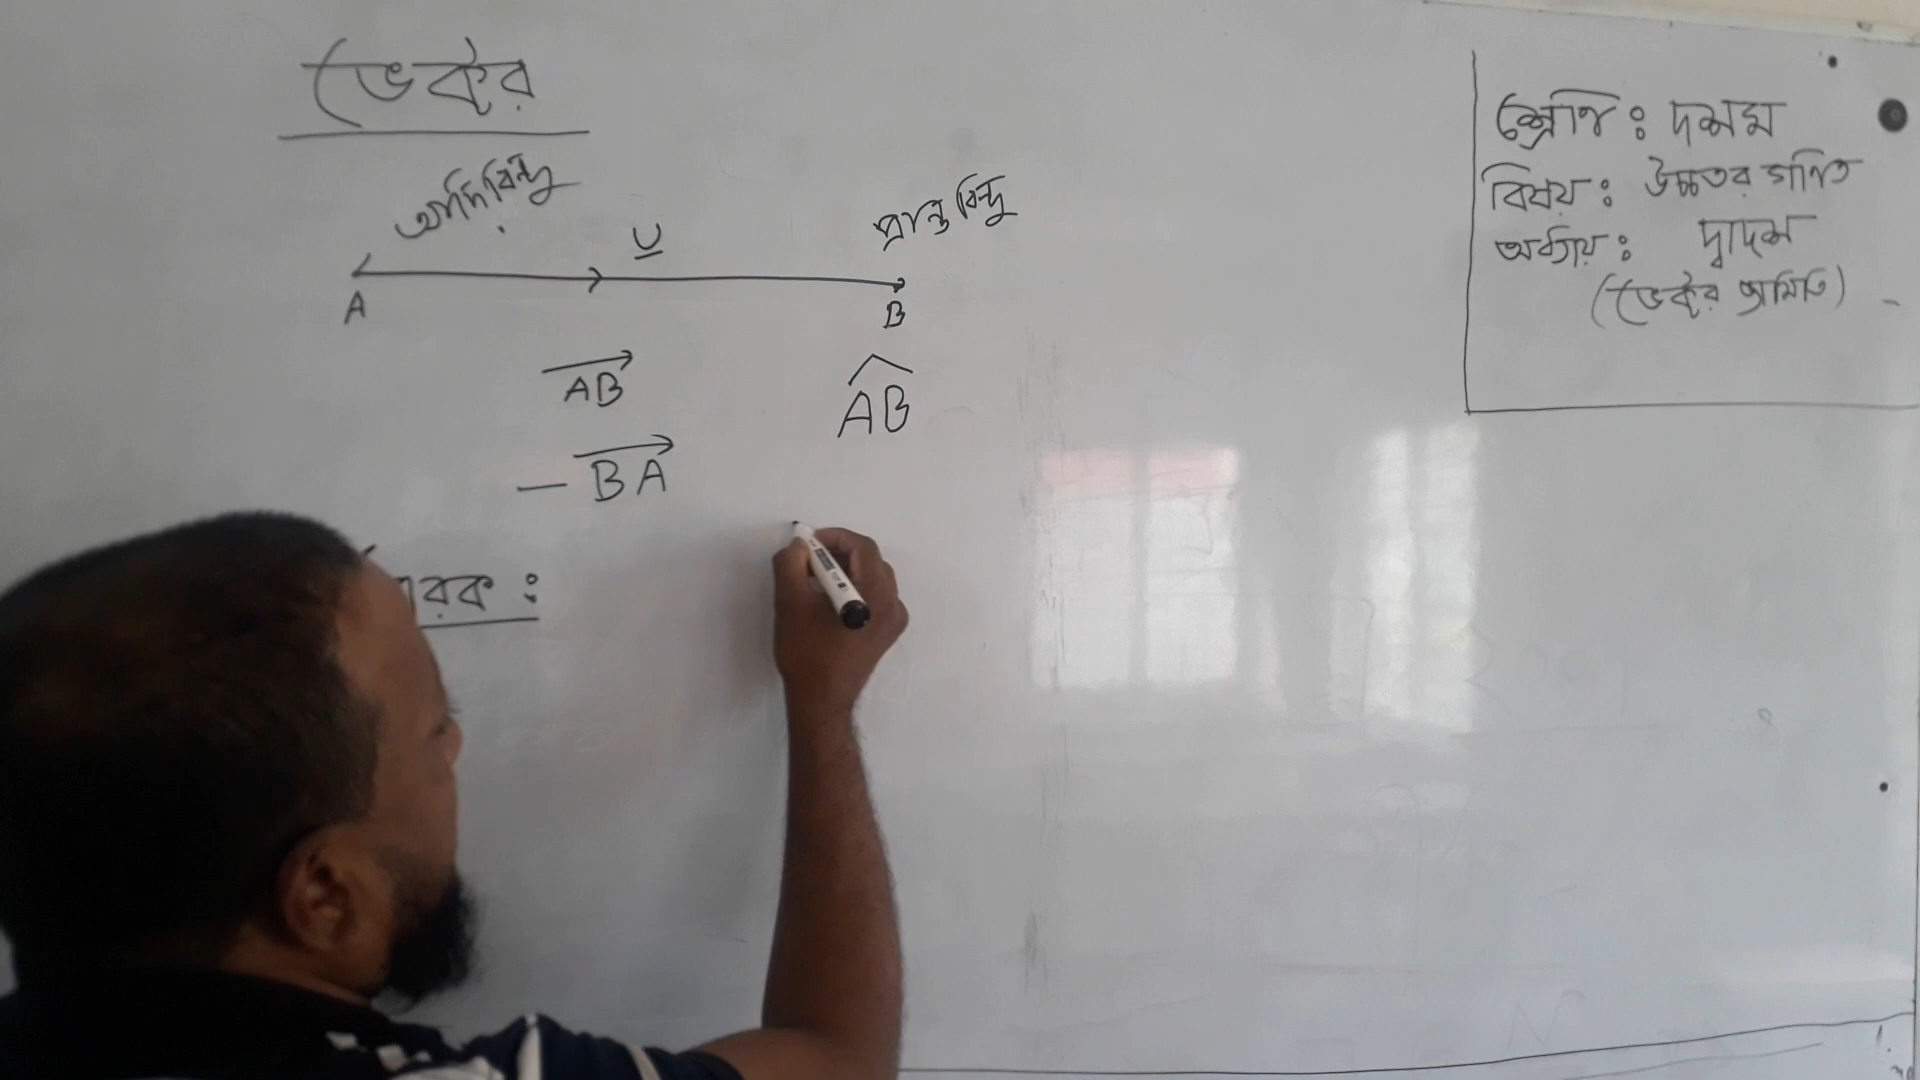 ভেক্টর
আদিবিন্দু
প্রান্ত বিন্দু
U
A
B
AB
AB
– BA
ারক :
শ্রেণি : দশম
বিষয় : উচ্চতর গণিত
অধ্যায় : দ্বাদশ
(ভেক্টর জ্যামিতি)